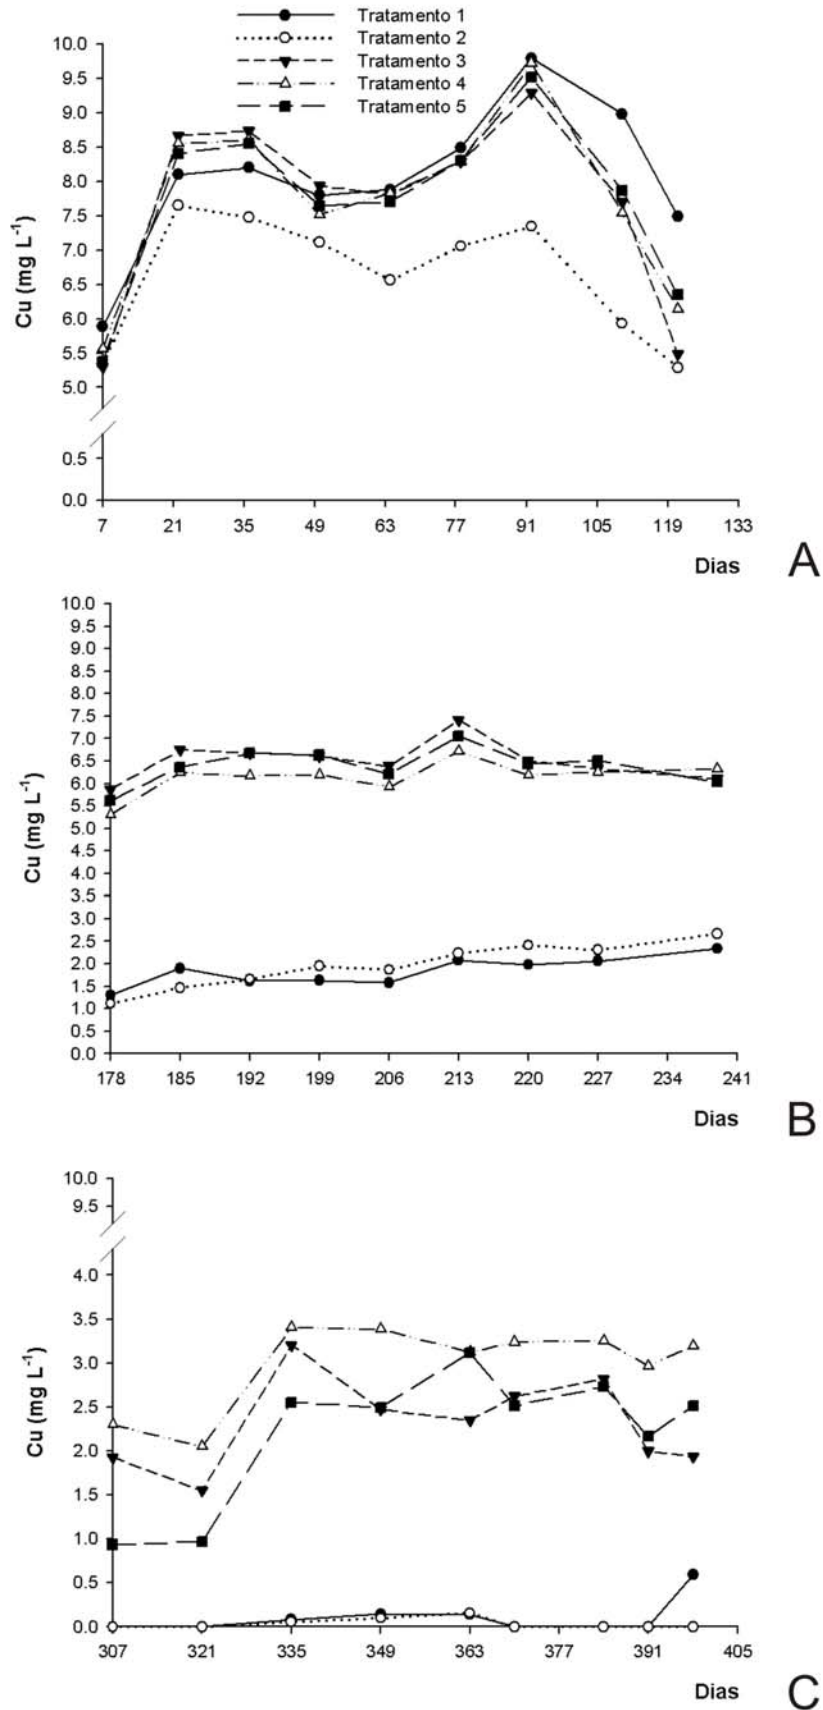 Tratamento 1
Tratamento 2
Tratamento 3
Tratamento 4
Tratamento 5
10.0
9.5
9.0
8.5
8.0
7.5
7.0
6.5
6.0
5.5
5.0
0.5
0.0
Cu (mg L⁻¹)
7 21 35 49 63 77 91 105 119 133
Dias
A
10.0
9.5
9.0
8.5
8.0
7.5
7.0
6.5
6.0
5.5
5.0
4.5
4.0
3.5
3.0
2.5
2.0
1.5
1.0
0.5
0.0
Cu (mg L⁻¹)
178 185 192 199 206 213 220 227 234 241
Dias
B
10.0
9.5
4.0
3.5
3.0
2.5
2.0
1.5
1.0
0.5
0.0
Cu (mg L⁻¹)
307 321 335 349 363 377 391 405
Dias
C